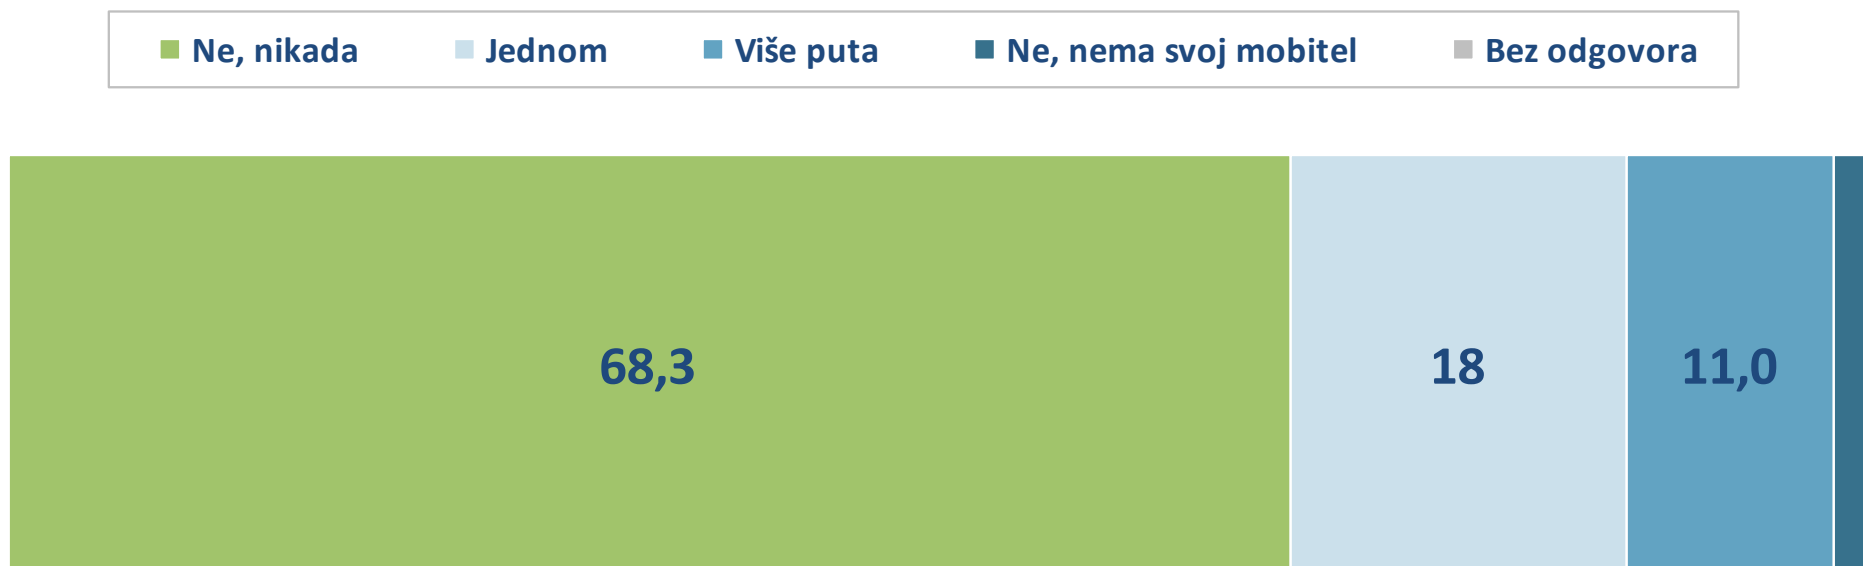 Ne, nikada Jednom Više puta Ne, nema svoj mobitel Bez odgovora
68,3 18 11,0